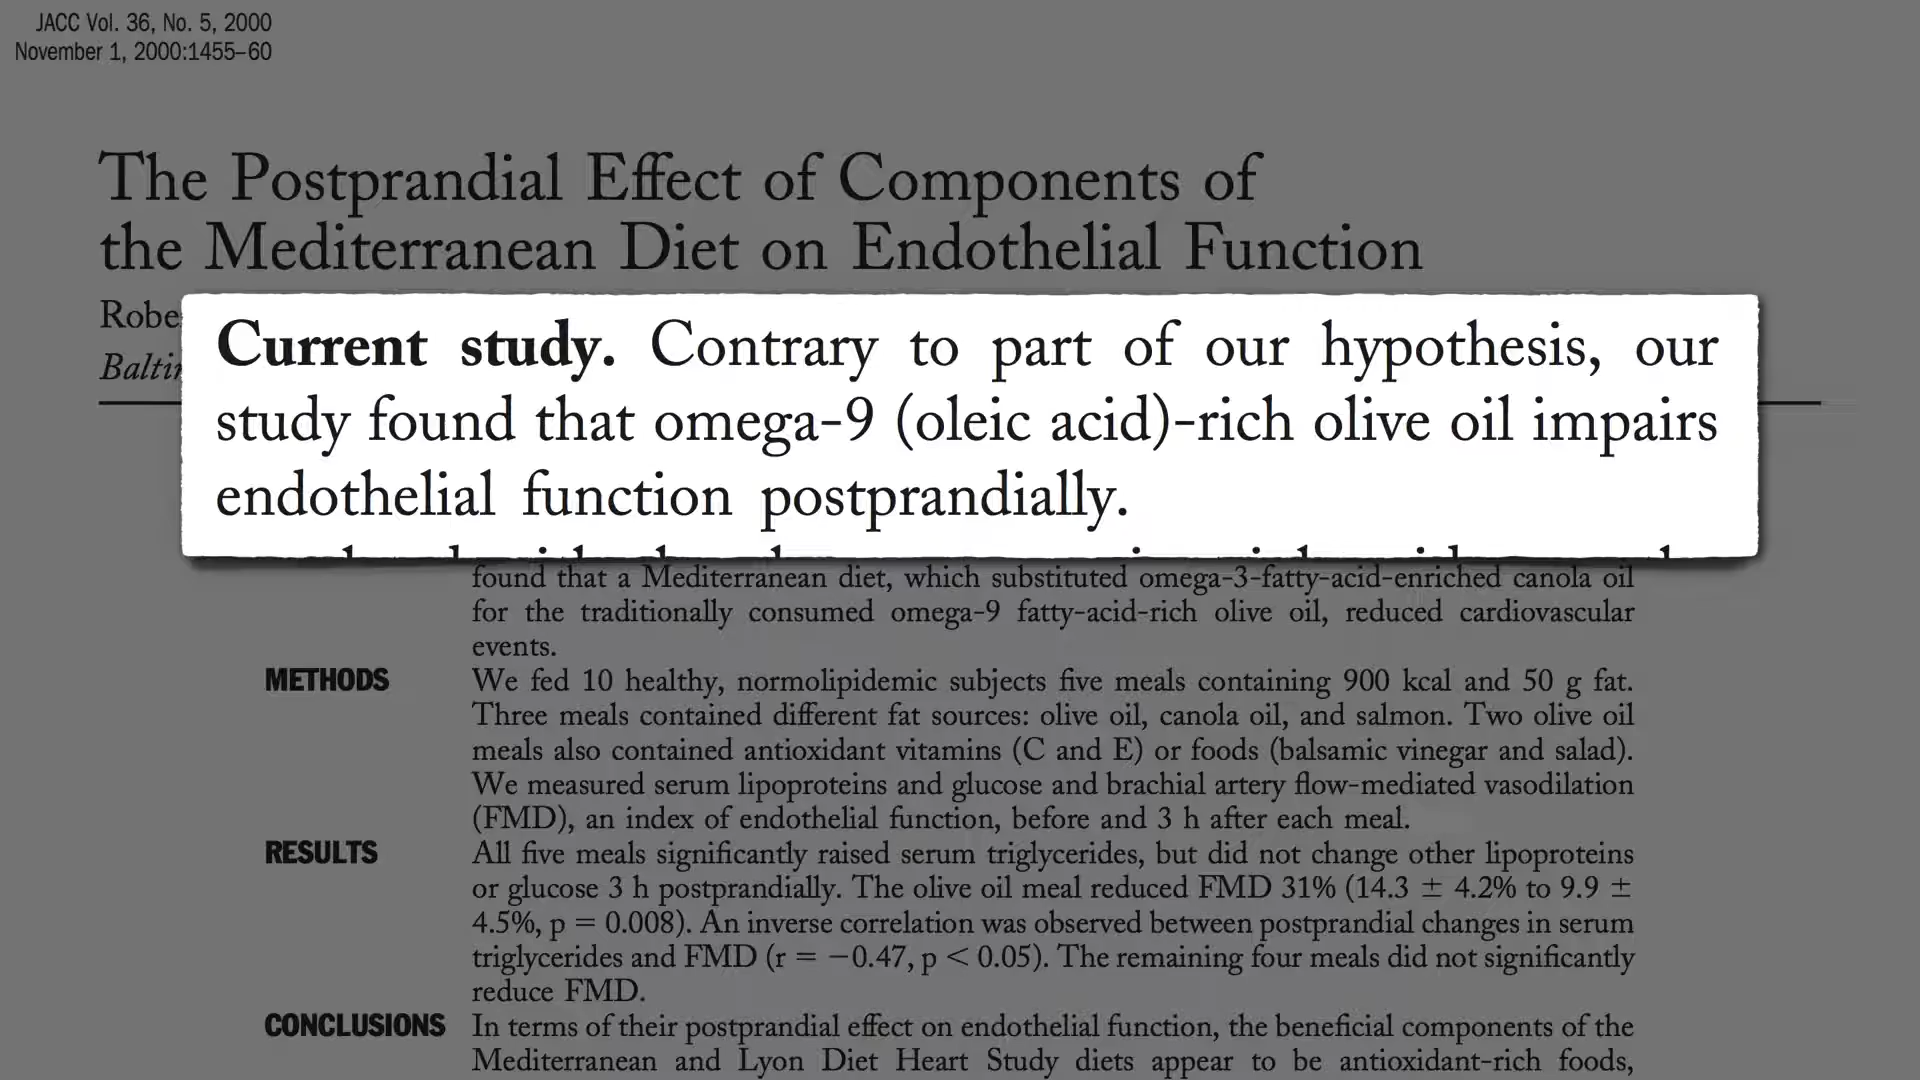 JACC Vol. 36, No. 5, 2000
November 1, 2000:1455–60
The Postprandial Effect of Components of
the Mediterranean Diet on Endothelial Function
Current study. Contrary to part of our hypothesis, our
study found that omega-9 (oleic acid)-rich olive oil impairs
endothelial function postprandially.
found that a Mediterranean diet, which substituted omega-3-fatty-acid-enriched canola oil
for the traditionally consumed omega-9 fatty-acid-rich olive oil, reduced cardiovascular
events.
METHODS We fed 10 healthy, normolipidemic subjects five meals containing 900 kcal and 50 g fat.
Three meals contained different fat sources: olive oil, canola oil, and salmon. Two olive oil
meals also contained antioxidant vitamins (C and E) or foods (balsamic vinegar and salad).
We measured serum lipoproteins and glucose and brachial artery flow-mediated vasodilation
(FMD), an index of endothelial function, before and 3 h after each meal.
RESULTS All five meals significantly raised serum triglycerides, but did not change other lipoproteins
or glucose 3 h postprandially. The olive oil meal reduced FMD 31% (14.3 ± 4.2% to 9.9 ±
4.5%, p = 0.008). An inverse correlation was observed between postprandial changes in serum
triglycerides and FMD (r = −0.47, p < 0.05). The remaining four meals did not significantly
reduce FMD.
CONCLUSIONS In terms of their postprandial effect on endothelial function, the beneficial components of the
Mediterranean and Lyon Diet Heart Study diets appear to be antioxidant-rich foods,